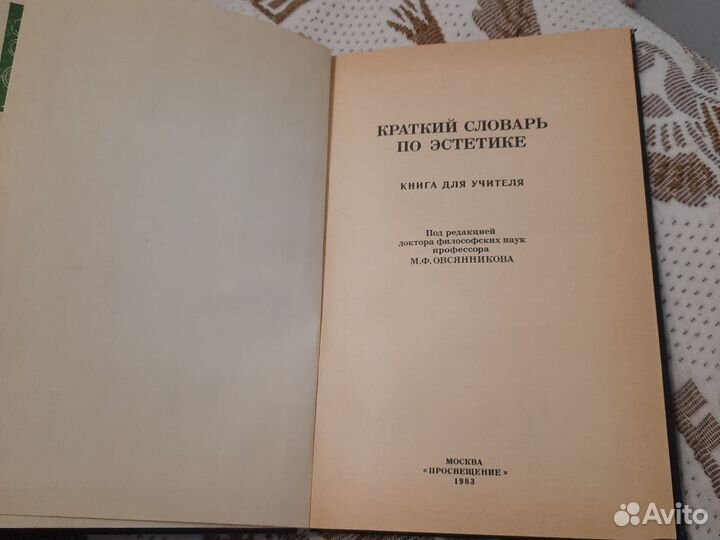 КРАТКИЙ СЛОВАРЬ
ПО ЭСТЕТИКЕ
КНИГА ДЛЯ УЧИТЕЛЯ
Под редакцией
доктора философских наук
профессора
М.Ф.ОВСЯННИКОВА
МОСКВА
«ПРОСВЕЩЕНИЕ»
1983
Avito